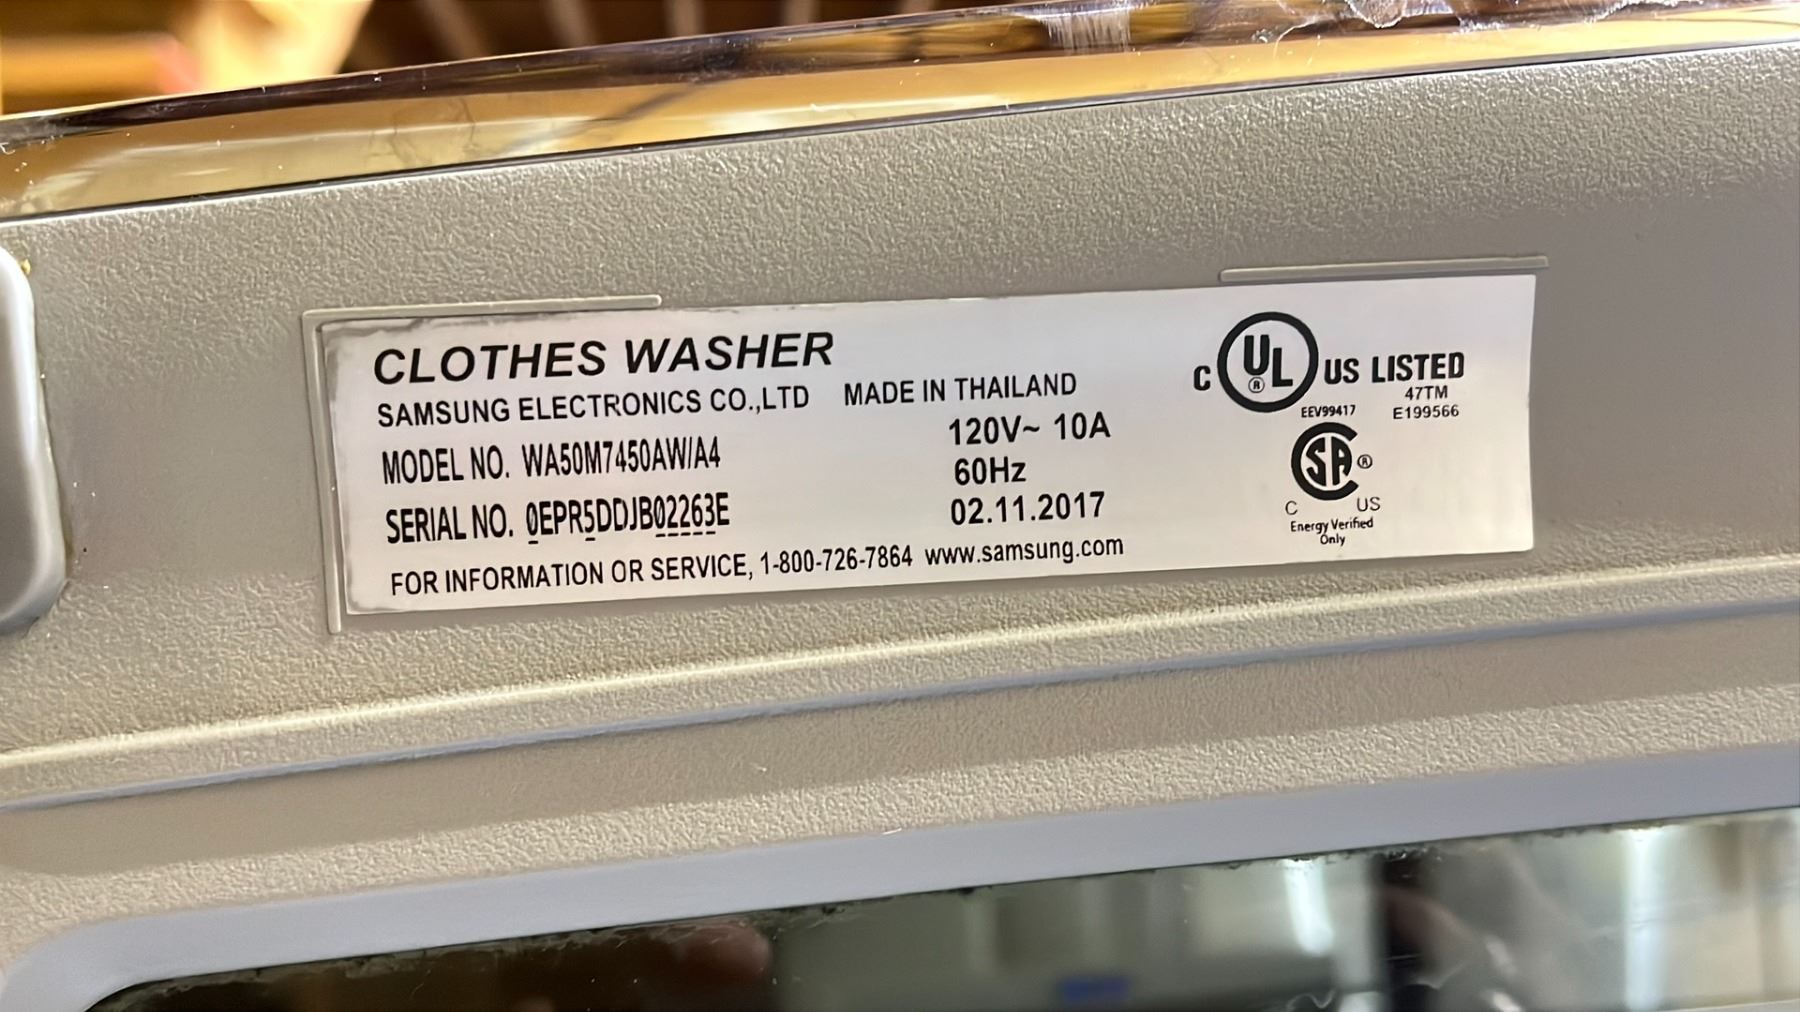 CLOTHES WASHER
SAMSUNG ELECTRONICS CO.,LTD MADE IN THAILAND
MODEL NO. WA50M7450AW/A4 120V~ 10A
60Hz
SERIAL NO. 0EPR5DDJB02263E 02.11.2017
FOR INFORMATION OR SERVICE, 1-800-726-7864 www.samsung.com
C UL ® US LISTED
47TM
EEV99417 E199566
SA ®
C US
Energy Verified
Only